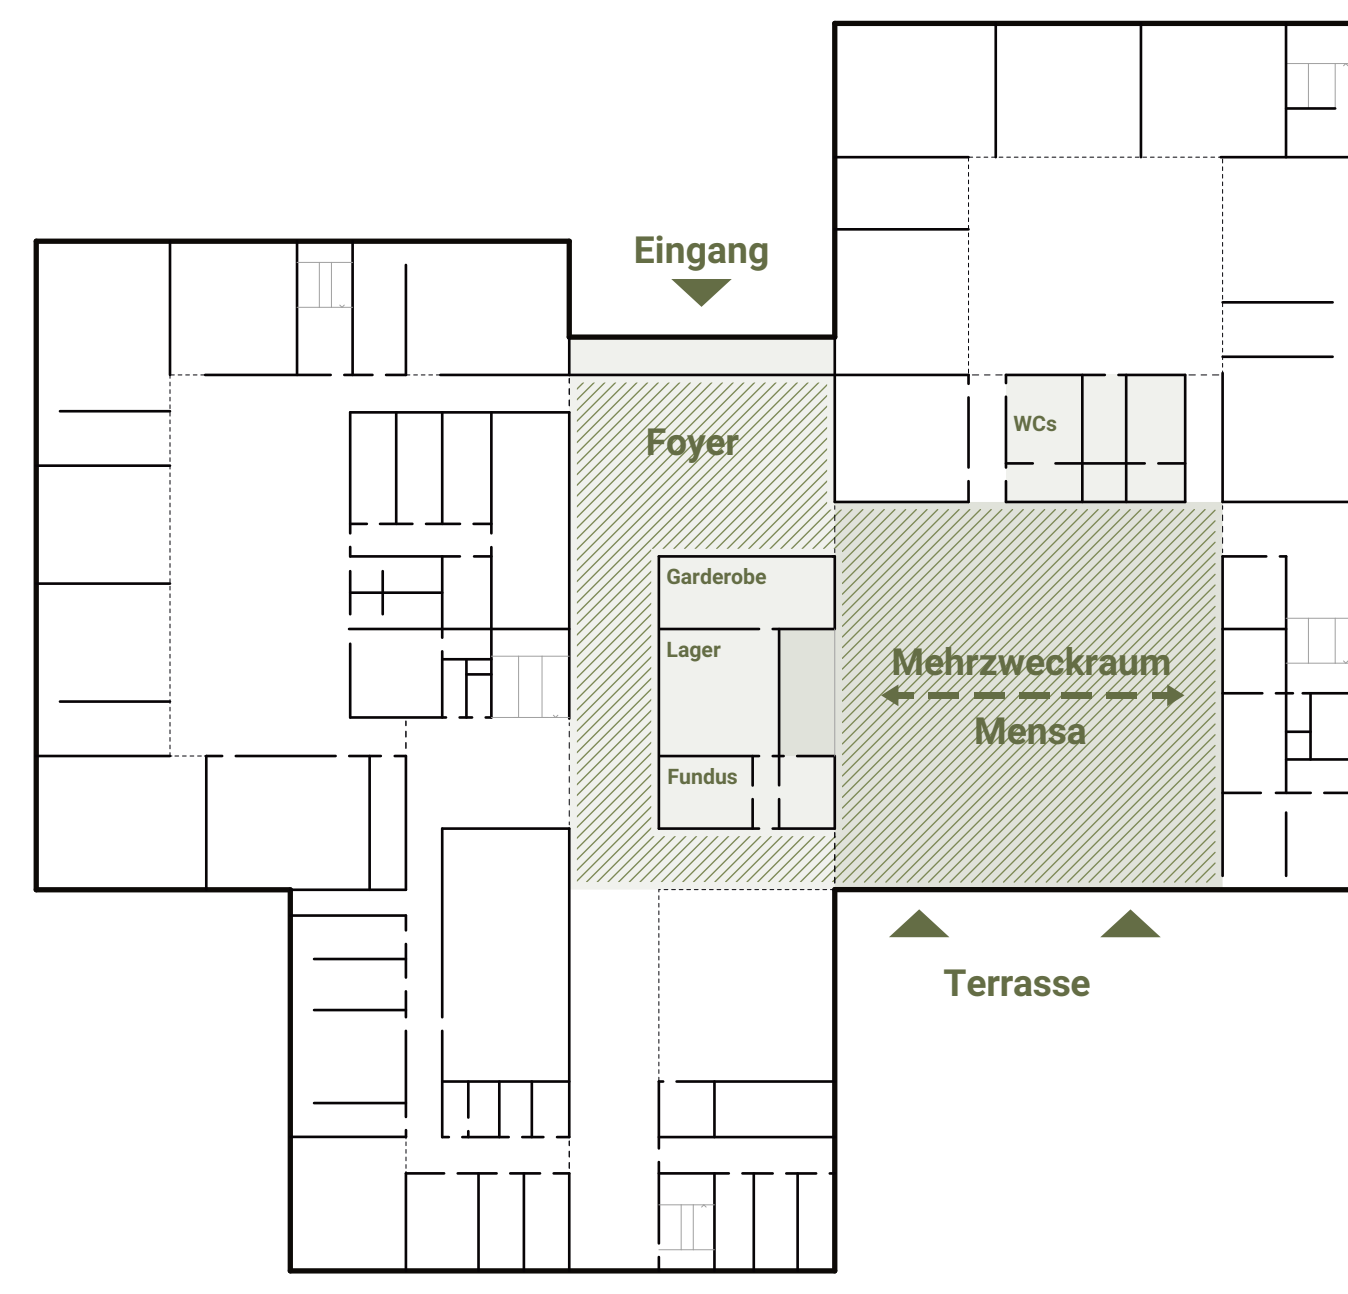 Eingang
Foyer
WCs
Garderobe
Lager
Mehrzweckraum
Mensa
Fundus
Terrasse